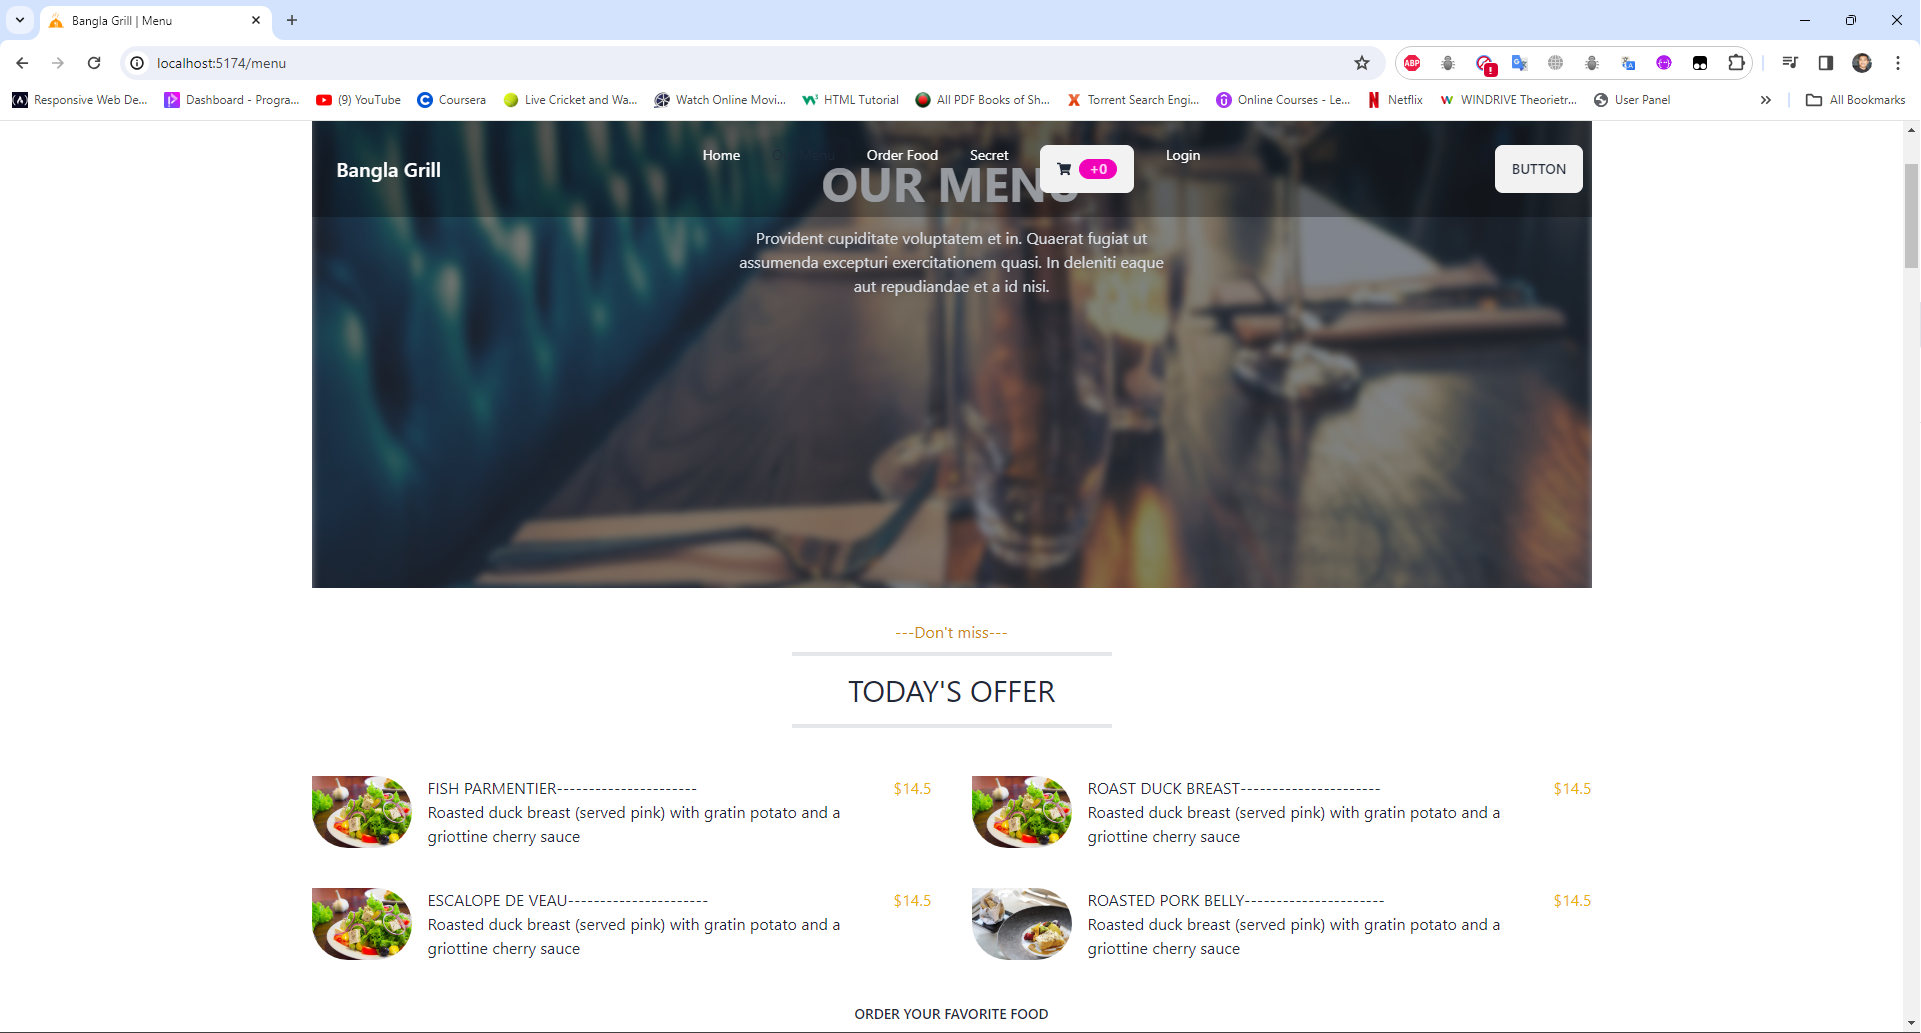 Bangla Grill | Menu
localhost:5174/menu
ABP
Responsive Web De...
Dashboard - Progra...
(9) YouTube
Coursera
Live Cricket and Wa...
Watch Online Movi...
HTML Tutorial
All PDF Books of Sh...
Torrent Search Engi...
Online Courses - Le...
Netflix
WINDRIVE Theorietr...
User Panel
All Bookmarks
Bangla Grill
Home
Our Menu
Order Food
Secret
+0
Login
BUTTON
OUR MENU
Provident cupiditate voluptatem et in. Quaerat fugiat ut
assumenda excepturi exercitationem quasi. In deleniti eaque
aut repudiandae et a id nisi.
---Don't miss---
TODAY'S OFFER
FISH PARMENTIER----------------------
$14.5
Roasted duck breast (served pink) with gratin potato and a
griottine cherry sauce
ROAST DUCK BREAST----------------------
$14.5
Roasted duck breast (served pink) with gratin potato and a
griottine cherry sauce
ESCALOPE DE VEAU----------------------
$14.5
Roasted duck breast (served pink) with gratin potato and a
griottine cherry sauce
ROASTED PORK BELLY----------------------
$14.5
Roasted duck breast (served pink) with gratin potato and a
griottine cherry sauce
ORDER YOUR FAVORITE FOOD